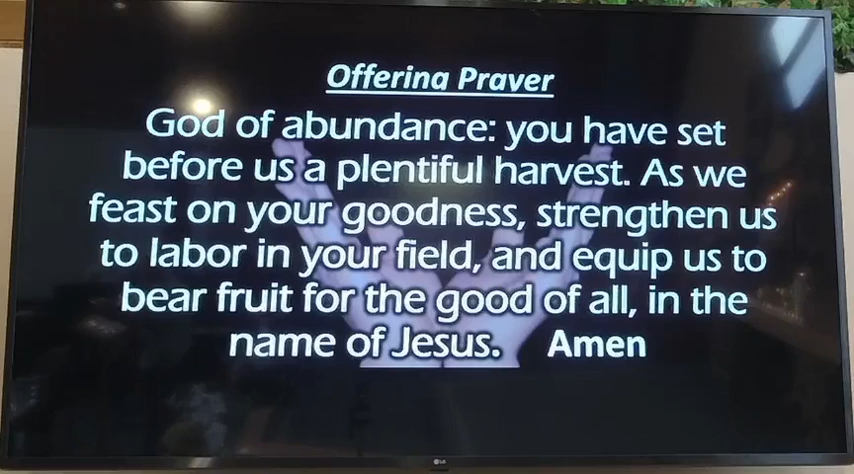 Offering Prayer
God of abundance: you have set
before us a plentiful harvest. As we
feast on your goodness, strengthen us
to labor in your field, and equip us to
bear fruit for the good of all, in the
name of Jesus. Amen
LG